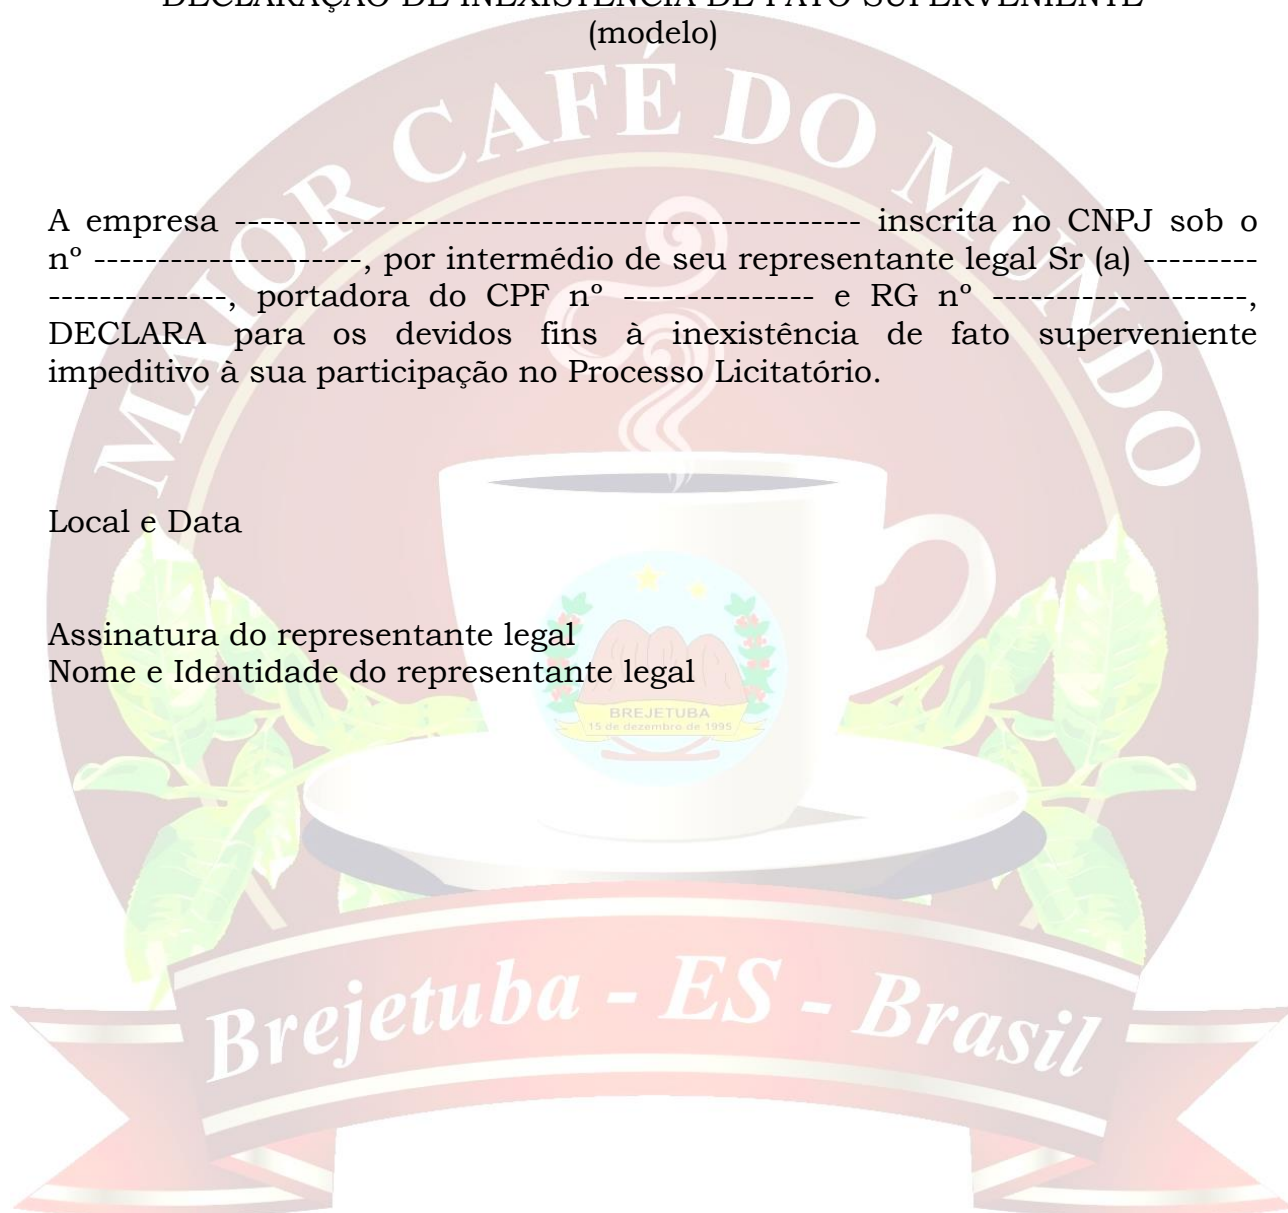 DECLARAÇÃO DE INEXISTÊNCIA DE FATO SUPERVENIENTE
(modelo)
MAIOR CAFÉ DO MUNDO
A empresa ------------------------------------------------- inscrita no CNPJ sob o
nº ---------------------, por intermédio de seu representante legal Sr (a) ---------
--------------, portadora do CPF nº --------------- e RG nº --------------------,
DECLARA para os devidos fins à inexistência de fato superveniente
impeditivo à sua participação no Processo Licitatório.
Local e Data
Assinatura do representante legal
Nome e Identidade do representante legal
BREJETUBA
15 de dezembro de 1995
Brejetuba - ES - Brasil